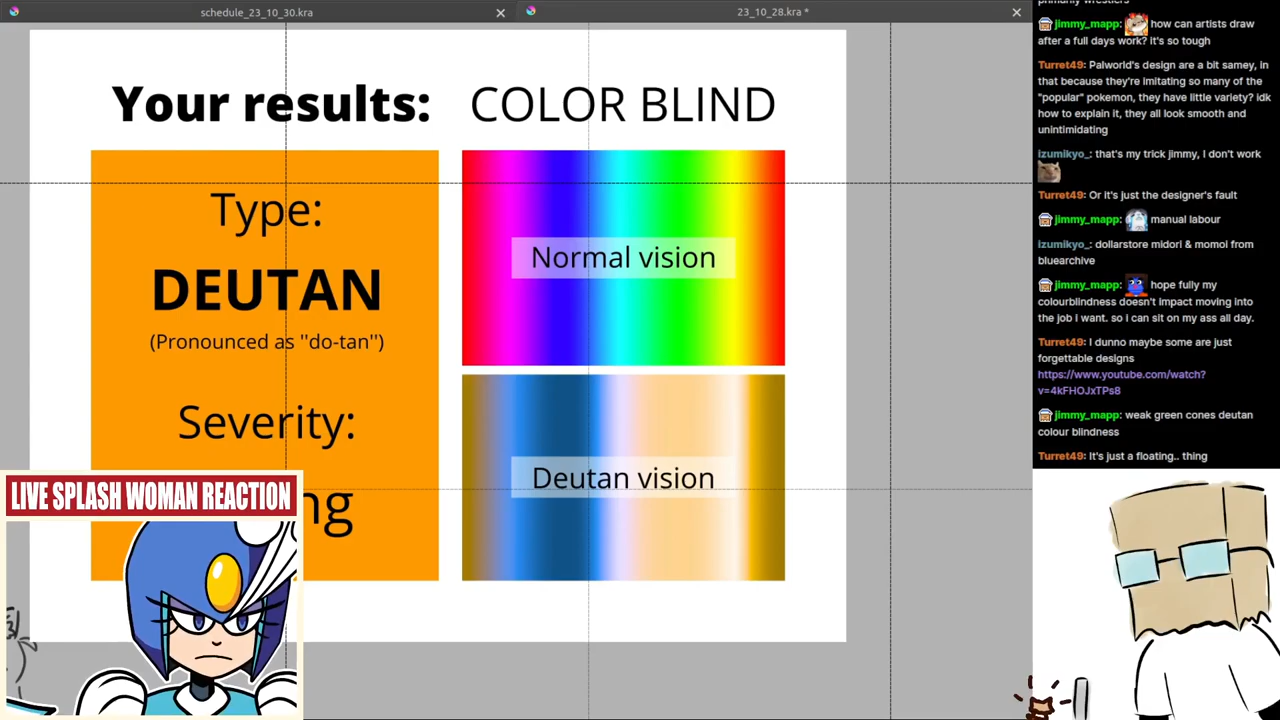 schedule_23_10_30.kra
23_10_28.kra *
Your results: COLOR BLIND
Type:
DEUTAN
(Pronounced as "do-tan")
Severity:
ng
Normal vision
Deutan vision
LIVE SPLASH WOMAN REACTION
primarily wrestlers
jimmy_mapp: how can artists draw
after a full days work? it's so tough
Turret49: Palworld's design are a bit samey, in
that because they're imitating so many of the
"popular" pokemon, they have little variety? idk
how to explain it, they all look smooth and
unintimidating
izumikyo_: that's my trick jimmy, I don't work
Turret49: Or it's just the designer's fault
jimmy_mapp: manual labour
izumikyo_: dollarstore midori & momoi from
bluearchive
jimmy_mapp: hope fully my
colourblindness doesn't impact moving into
the job i want. so i can sit on my ass all day.
Turret49: I dunno maybe some are just
forgettable designs
https://www.youtube.com/watch?
v=4kFHOJxTPs8
jimmy_mapp: weak green cones deutan
colour blindness
Turret49: It's just a floating.. thing